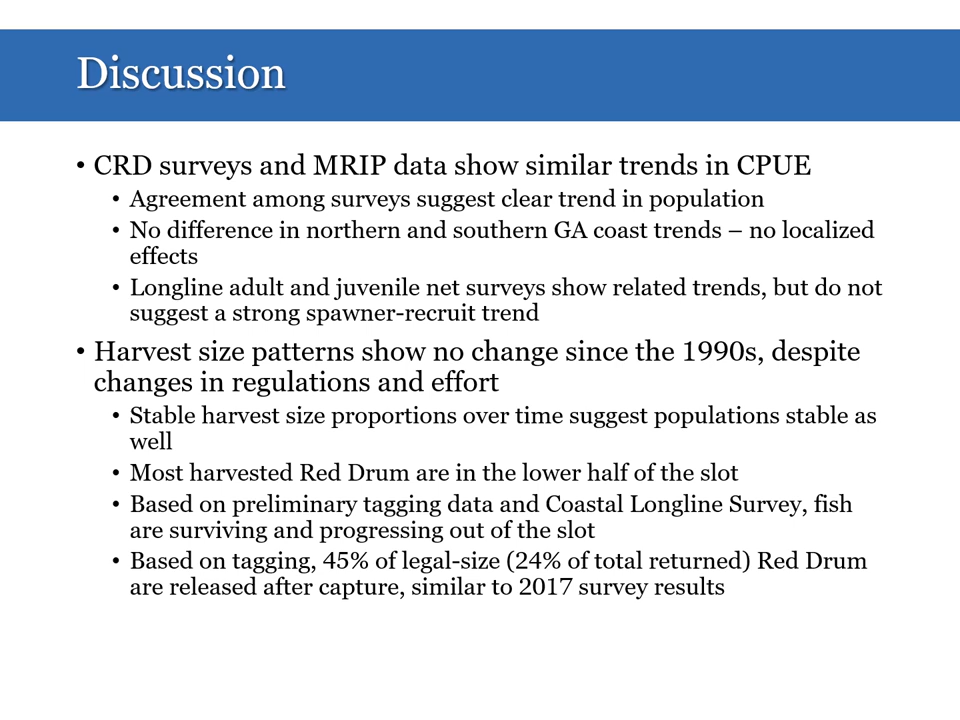 Discussion
• CRD surveys and MRIP data show similar trends in CPUE
• Agreement among surveys suggest clear trend in population
• No difference in northern and southern GA coast trends – no localized
effects
• Longline adult and juvenile net surveys show related trends, but do not
suggest a strong spawner-recruit trend
• Harvest size patterns show no change since the 1990s, despite
changes in regulations and effort
• Stable harvest size proportions over time suggest populations stable as
well
• Most harvested Red Drum are in the lower half of the slot
• Based on preliminary tagging data and Coastal Longline Survey, fish
are surviving and progressing out of the slot
• Based on tagging, 45% of legal-size (24% of total returned) Red Drum
are released after capture, similar to 2017 survey results